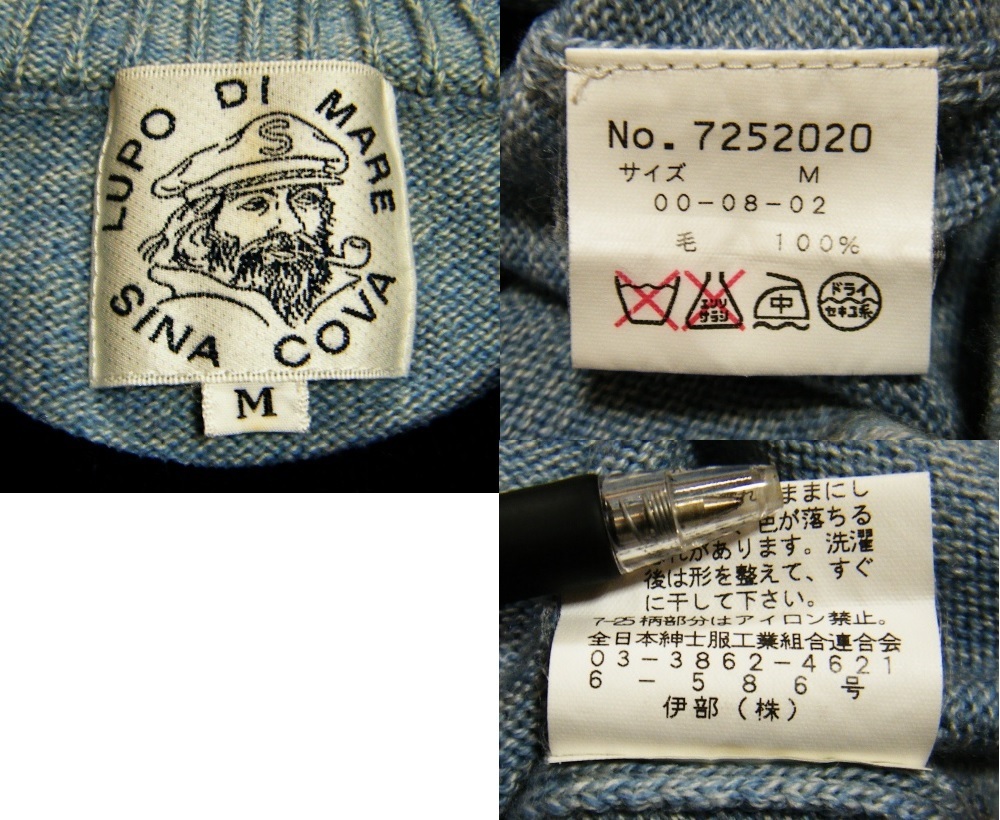 LUPO DI MARE
S
SINA COVA
M
No. 7252020
サイズ M
00-08-02
毛 100%
エンソ
サラシ
中
ドライ
セキユ系
ままにし
色が落ちる
があります。洗濯
後は形を整えて、すぐ
に干して下さい。
7-25 柄部分はアイロン禁止。
全日本紳士服工業組合連合会
03-3862-4621
6-586号
伊部(株)